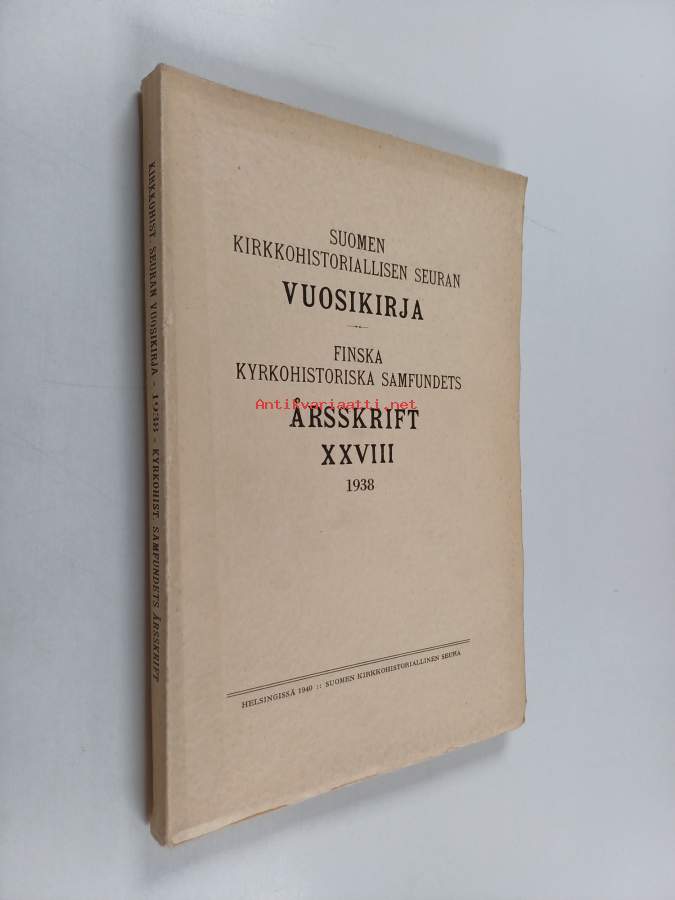 KIRKKOHIST. SEURAN VUOSIKIRJA - 1938 - KYRKOHIST. SAMFUNDETS ÅRSSKRIFT
SUOMEN
KIRKKOHISTORIALLISEN SEURAN
VUOSIKIRJA
FINSKA
KYRKOHISTORISKA SAMFUNDETS
Antikvariaatti.net
ÅRSSKRIFT
XXVIII
1938
HELSINGISSÄ 1940 :: SUOMEN KIRKKOHISTORIALLINEN SEURA